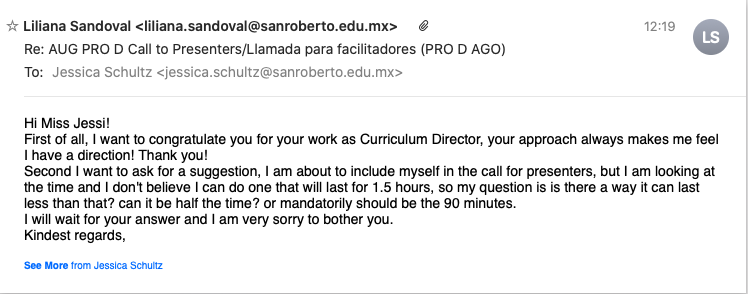 Liliana Sandoval <liliana.sandoval@sanroberto.edu.mx>
12:19
LS
Re: AUG PRO D Call to Presenters/Llamada para facilitadores (PRO D AGO)
To: Jessica Schultz <jessica.schultz@sanroberto.edu.mx>
Hi Miss Jessi!
First of all, I want to congratulate you for your work as Curriculum Director, your approach always makes me feel
I have a direction! Thank you!
Second I want to ask for a suggestion, I am about to include myself in the call for presenters, but I am looking at
the time and I don't believe I can do one that will last for 1.5 hours, so my question is is there a way it can last
less than that? can it be half the time? or mandatorily should be the 90 minutes.
I will wait for your answer and I am very sorry to bother you.
Kindest regards,
See More from Jessica Schultz